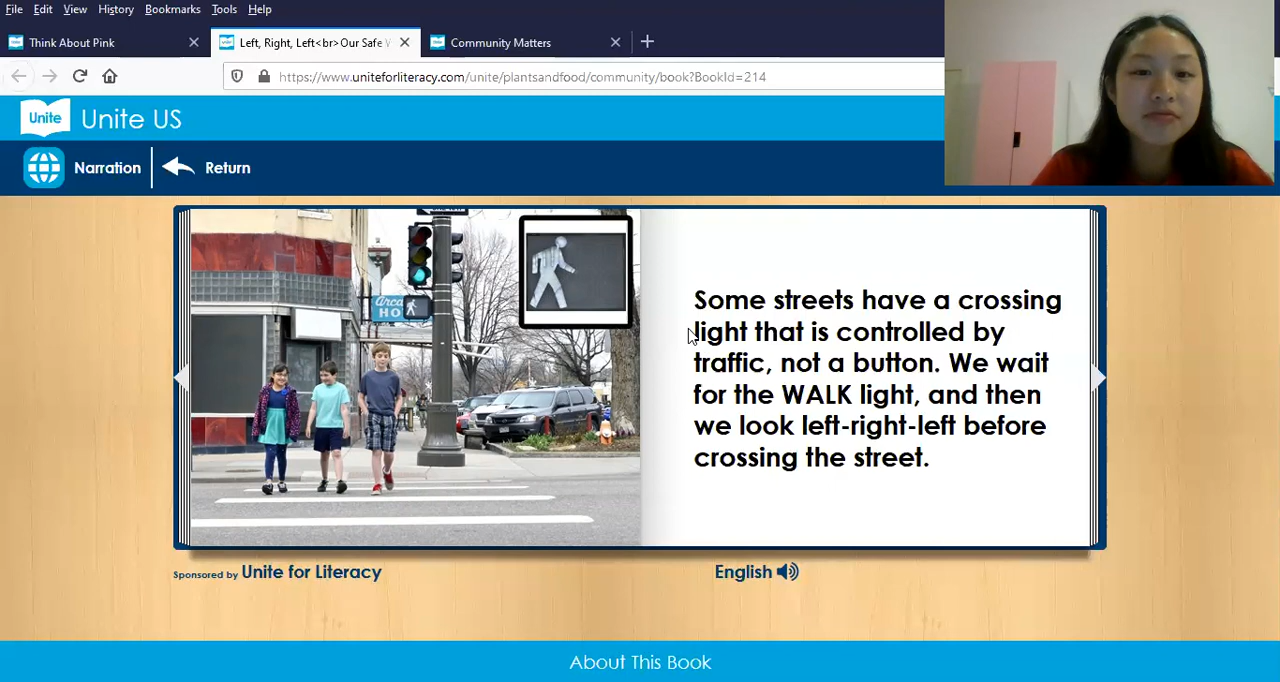 File Edit View History Bookmarks Tools Help
Think About Pink
Left, Right, Left<br>Our Safe W
Community Matters
https://www.uniteforliteracy.com/unite/plantsandfood/community/book?BookId=214
Unite Unite US
Narration Return
Some streets have a crossing
light that is controlled by
traffic, not a button. We wait
for the WALK light, and then
we look left-right-left before
crossing the street.
Sponsored by Unite for Literacy
English
About This Book